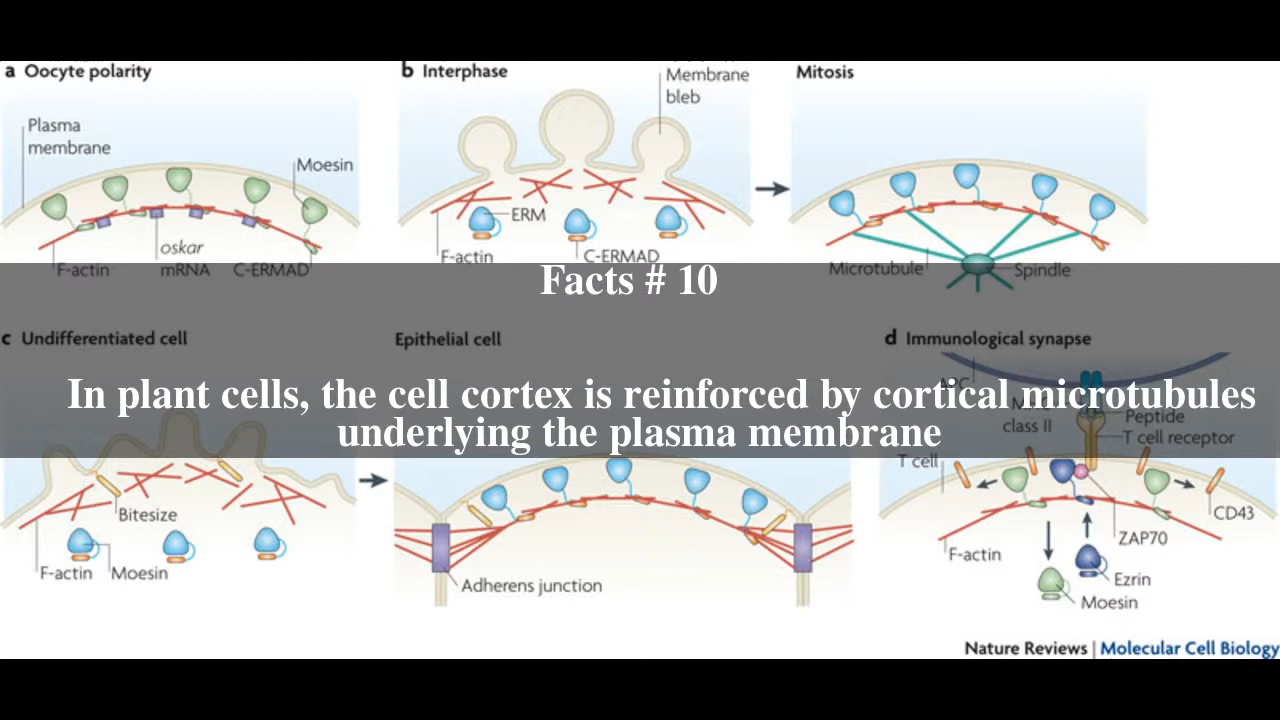 a Oocyte polarity
b Interphase
Mitosis
Membrane
bleb
Plasma
membrane
Moesin
ERM
F-actin
C-ERMAD
oskar
mRNA
F-actin
C-ERMAD
Microtubule
Spindle
Facts # 10
c Undifferentiated cell
Epithelial cell
d Immunological synapse
In plant cells, the cell cortex is reinforced by cortical microtubules
underlying the plasma membrane
class II
Peptide
T cell receptor
T cell
Bitesize
CD43
ZAP70
F-actin
F-actin
Moesin
Adherens junction
Ezrin
Moesin
Nature Reviews | Molecular Cell Biology